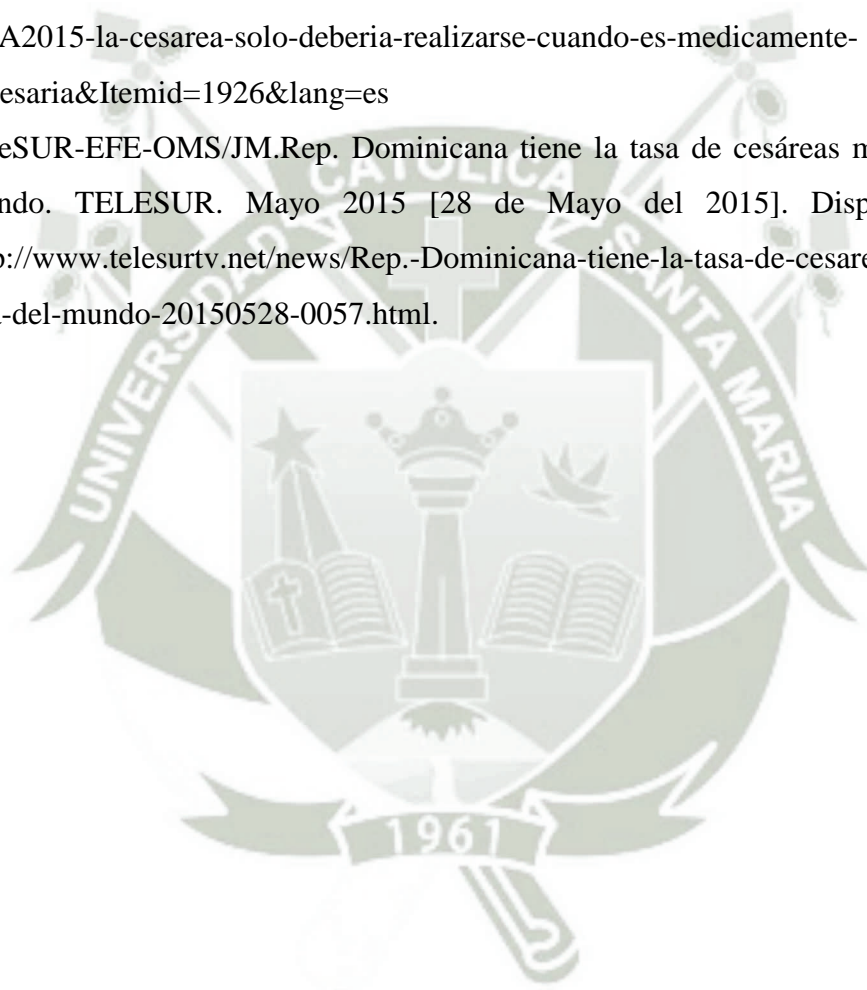 A2015-la-cesarea-solo-deberia-realizarse-cuando-es-medicamente-
esaria&Itemid=1926&lang=es
eSUR-EFE-OMS/JM.Rep. Dominicana tiene la tasa de cesáreas m
ndo. TELESUR. Mayo 2015 [28 de Mayo del 2015]. Disp
p://www.telesurtv.net/news/Rep.-Dominicana-tiene-la-tasa-de-cesare
-del-mundo-20150528-0057.html.
UNIVERSIDAD CATOLICA SANTA MARIA
1961